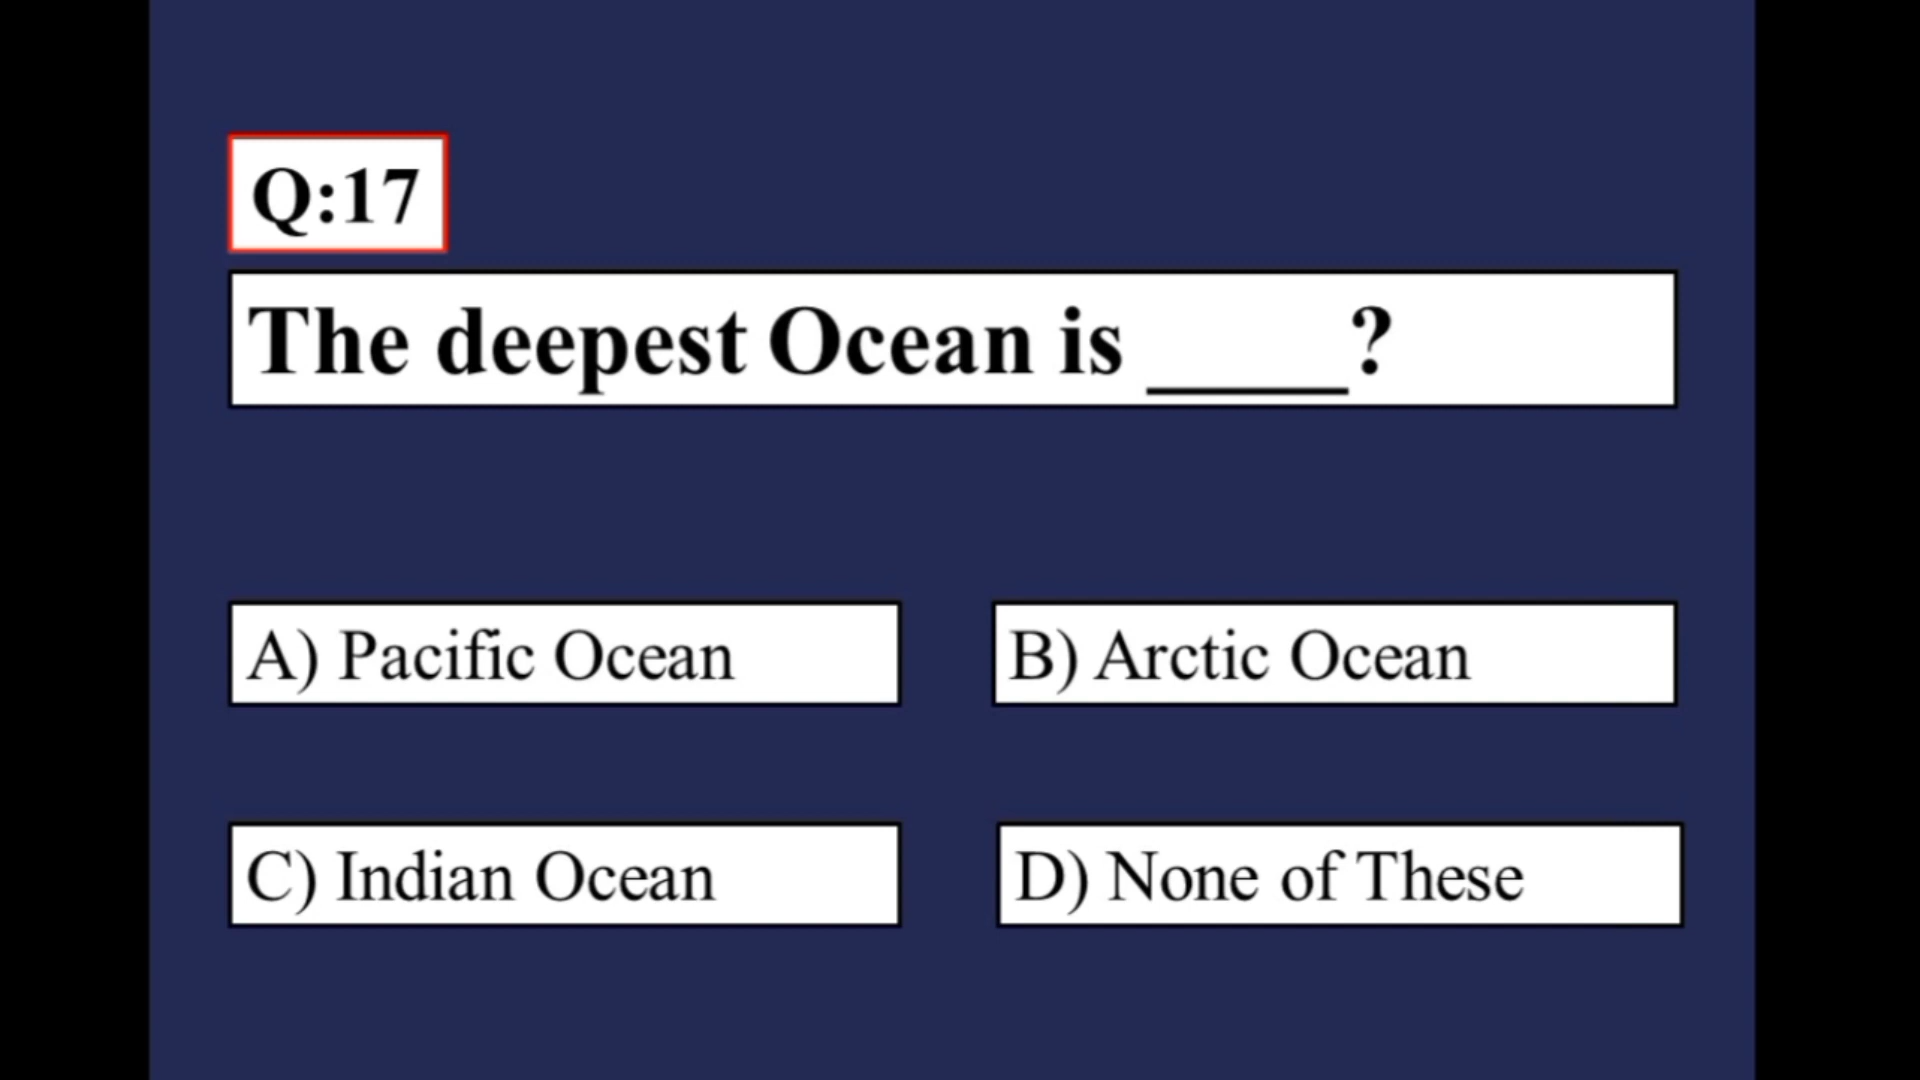 Q:17
The deepest Ocean is ____?
A) Pacific Ocean
B) Arctic Ocean
C) Indian Ocean
D) None of These